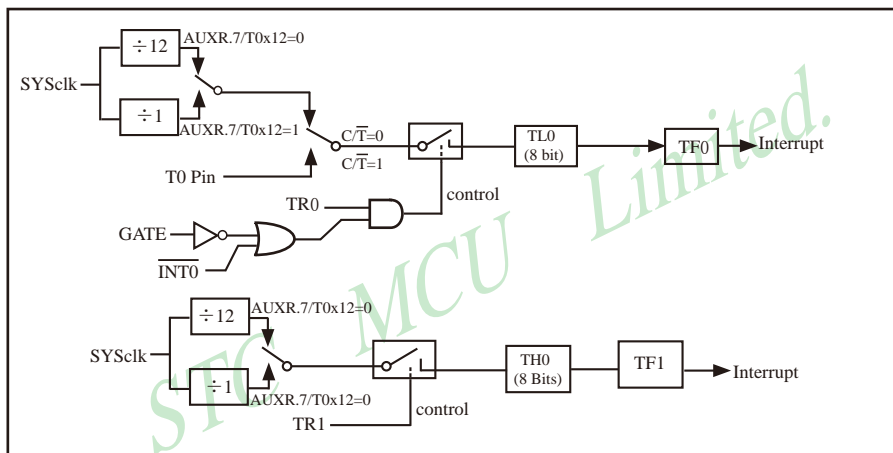 ÷12
AUXR.7/T0x12=0
SYSclk
÷1
AUXR.7/T0x12=1
C/T̅=0
C/T̅=1
T0 Pin
TL0
(8 bit)
TF0
Interrupt
control
TR0
GATE
I̅N̅T̅0̅
÷12
AUXR.7/T0x12=0
SYSclk
÷1
AUXR.7/T0x12=0
TH0
(8 Bits)
TF1
Interrupt
control
TR1
STC MCU Limited.